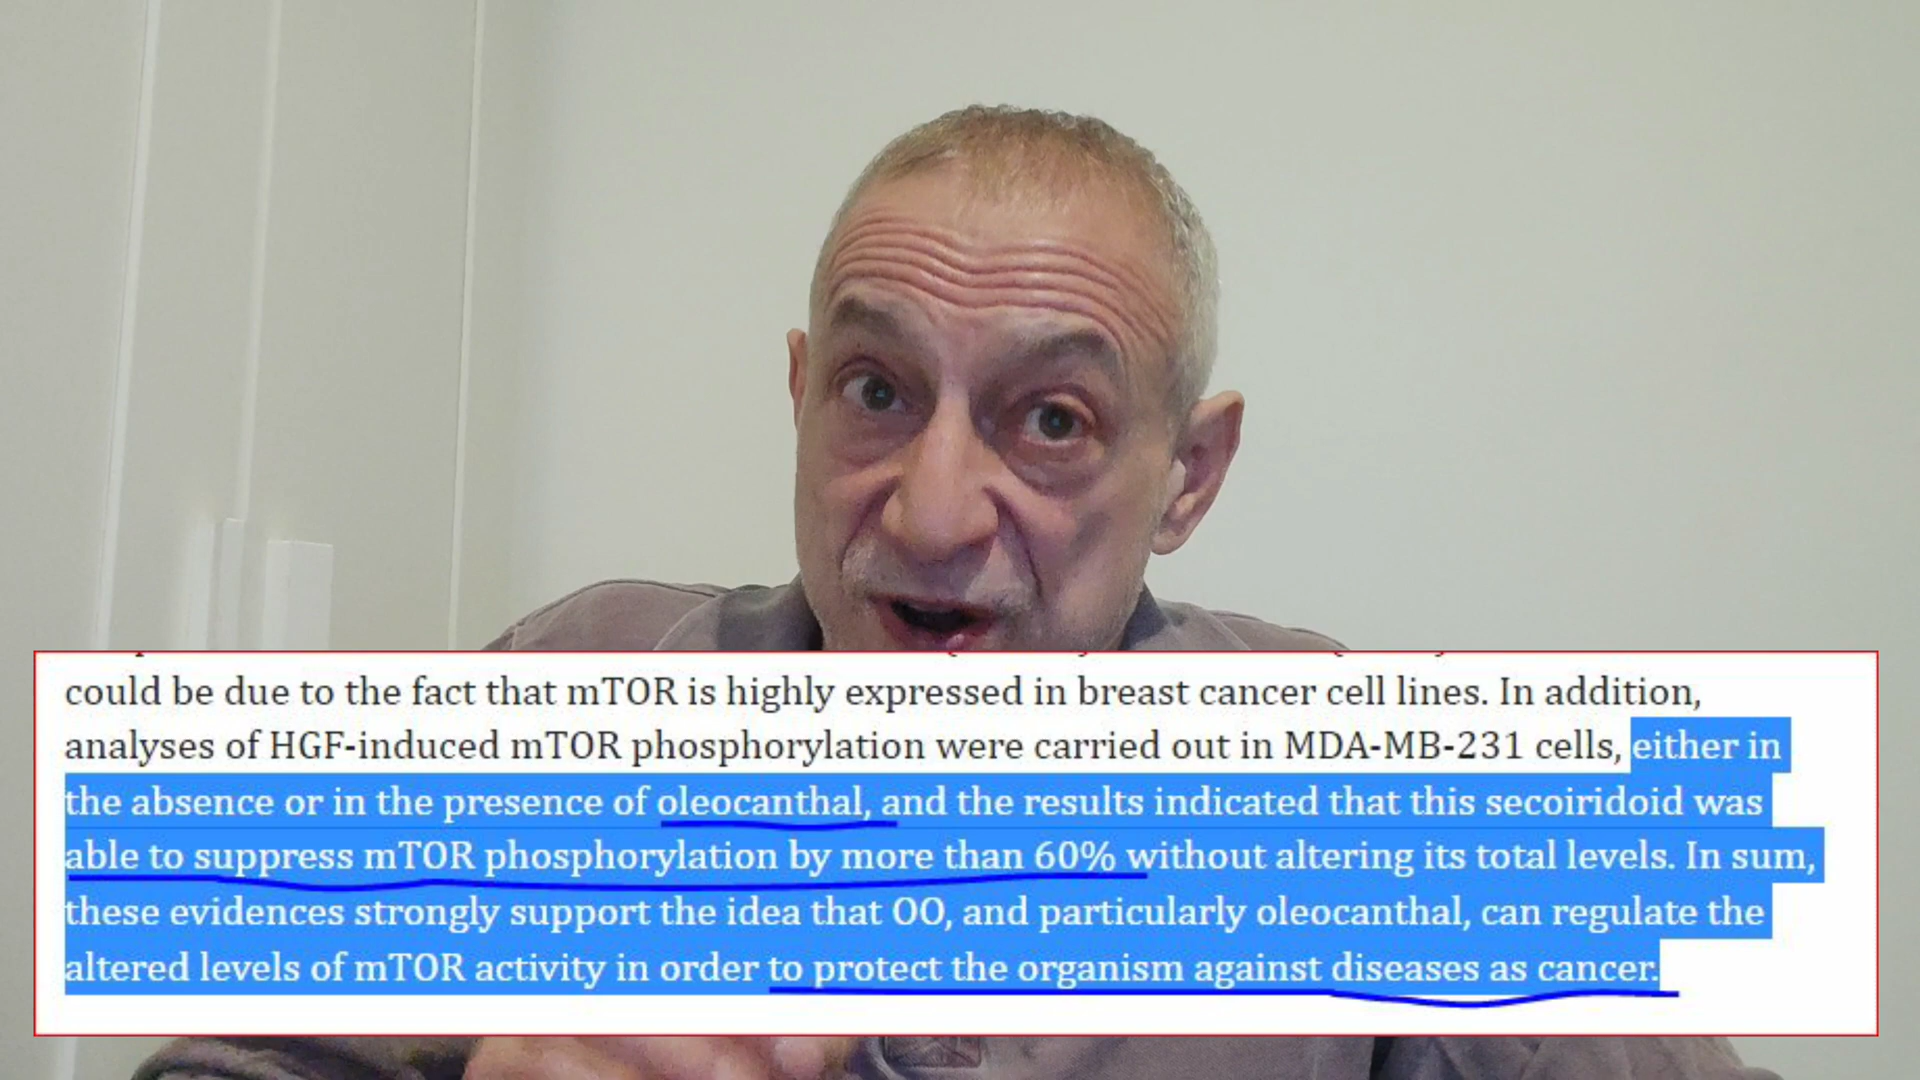 could be due to the fact that mTOR is highly expressed in breast cancer cell lines. In addition,
analyses of HGF-induced mTOR phosphorylation were carried out in MDA-MB-231 cells, either in
the absence or in the presence of oleocanthal, and the results indicated that this secoiridoid was
able to suppress mTOR phosphorylation by more than 60% without altering its total levels. In sum,
these evidences strongly support the idea that OO, and particularly oleocanthal, can regulate the
altered levels of mTOR activity in order to protect the organism against diseases as cancer.